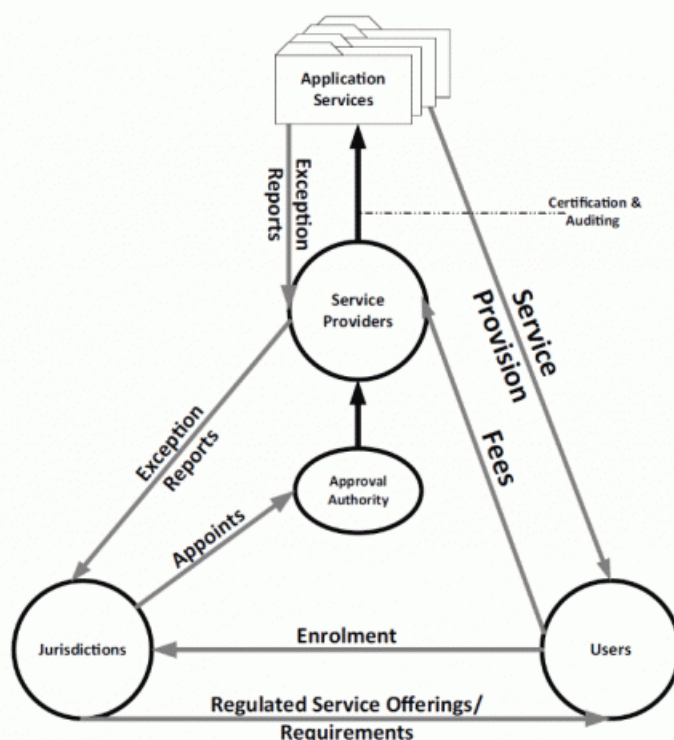 Application
Services
Exception
Reports
Certification &
Auditing
Service
Providers
Service
Provision
Exception
Reports
Fees
Approval
Authority
Appoints
Jurisdictions
Enrolment
Users
Regulated Service Offerings/
Requirements